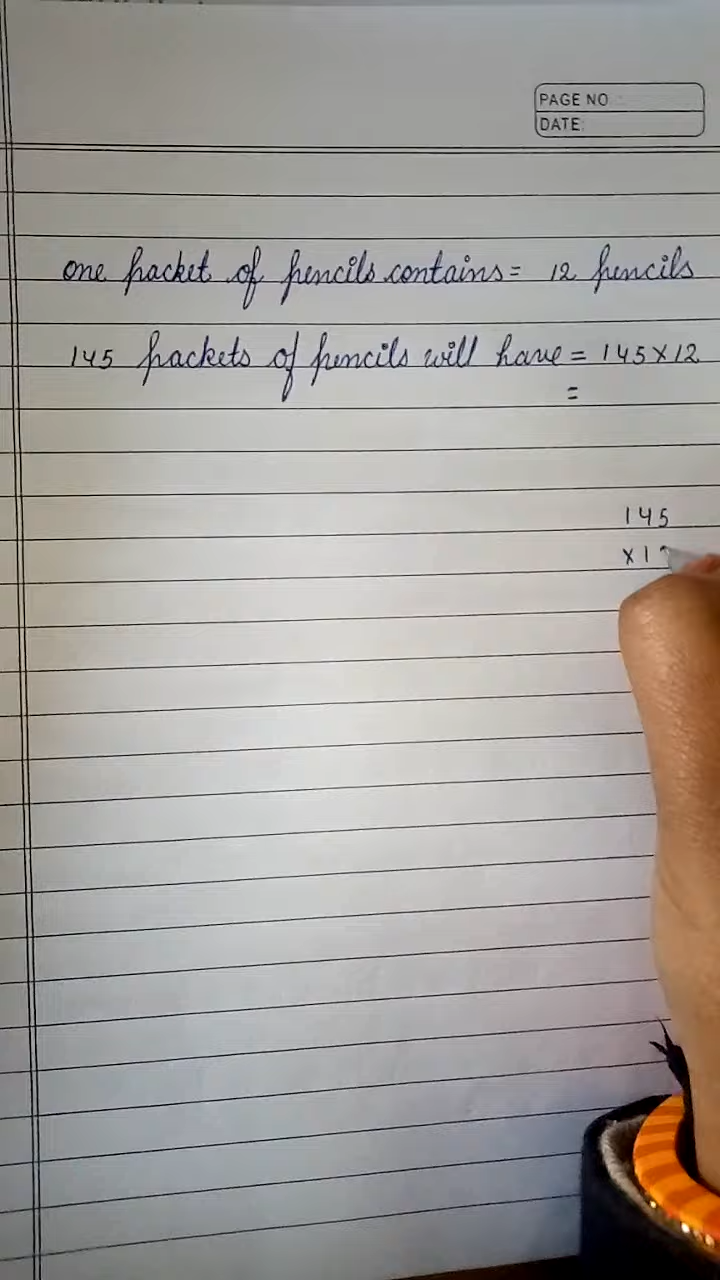 PAGE NO
DATE:
one packet of pencils contains = 12 pencils
145 packets of pencils will have = 145 x 12
=
145
x 1